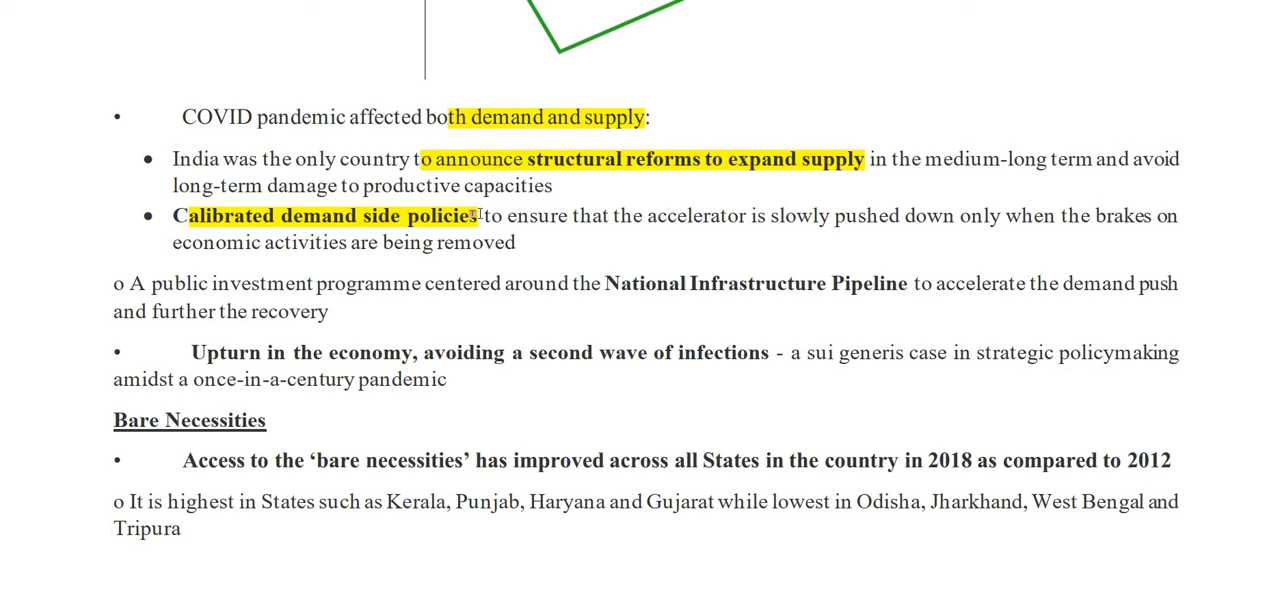 • COVID pandemic affected both demand and supply:
● India was the only country to announce structural reforms to expand supply in the medium-long term and avoid
long-term damage to productive capacities
● Calibrated demand side policies to ensure that the accelerator is slowly pushed down only when the brakes on
economic activities are being removed
o A public investment programme centered around the National Infrastructure Pipeline to accelerate the demand push
and further the recovery
• Upturn in the economy, avoiding a second wave of infections - a sui generis case in strategic policymaking
amidst a once-in-a-century pandemic
Bare Necessities
• Access to the ‘bare necessities’ has improved across all States in the country in 2018 as compared to 2012
o It is highest in States such as Kerala, Punjab, Haryana and Gujarat while lowest in Odisha, Jharkhand, West Bengal and
Tripura